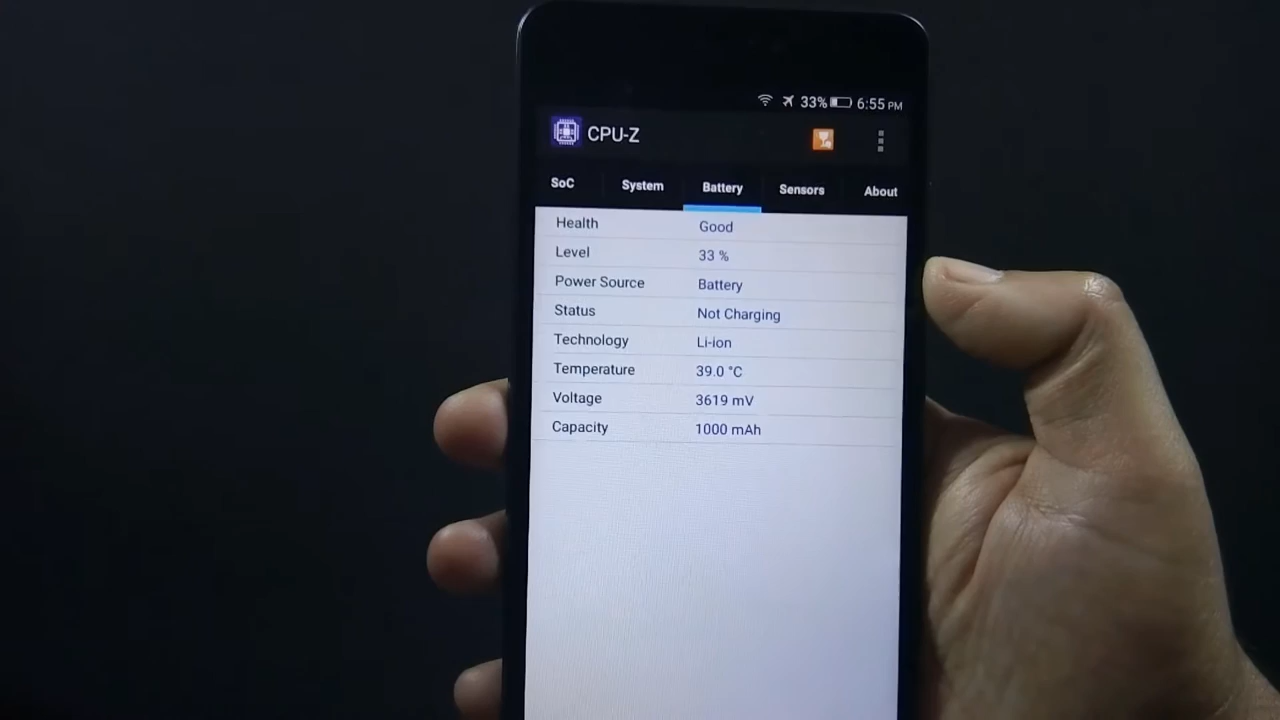 33% 6:55 PM
CPU-Z
SoC System Battery Sensors About
Health Good
Level 33 %
Power Source Battery
Status Not Charging
Technology Li-ion
Temperature 39.0 °C
Voltage 3619 mV
Capacity 1000 mAh